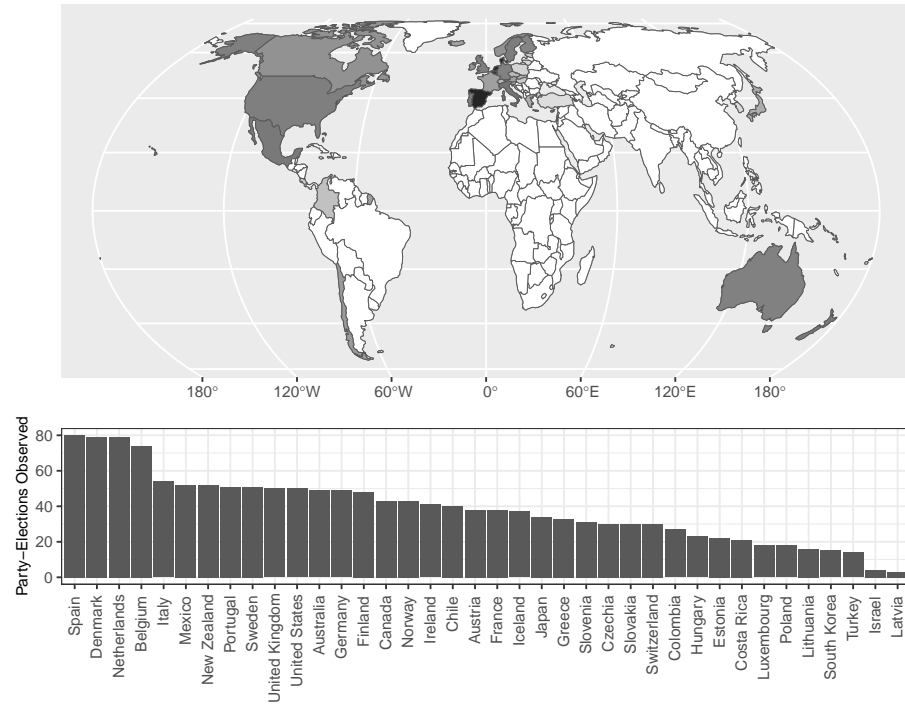 180° 120°W 60°W 0° 60°E 120°E 180°
Party−Elections Observed
80
60
40
20
0
Spain
Denmark
Netherlands
Belgium
Italy
Mexico
New Zealand
Portugal
Sweden
United Kingdom
United States
Australia
Germany
Finland
Canada
Norway
Ireland
Chile
Austria
France
Iceland
Japan
Greece
Slovenia
Czechia
Slovakia
Switzerland
Colombia
Hungary
Estonia
Costa Rica
Luxembourg
Poland
Lithuania
South Korea
Turkey
Israel
Latvia